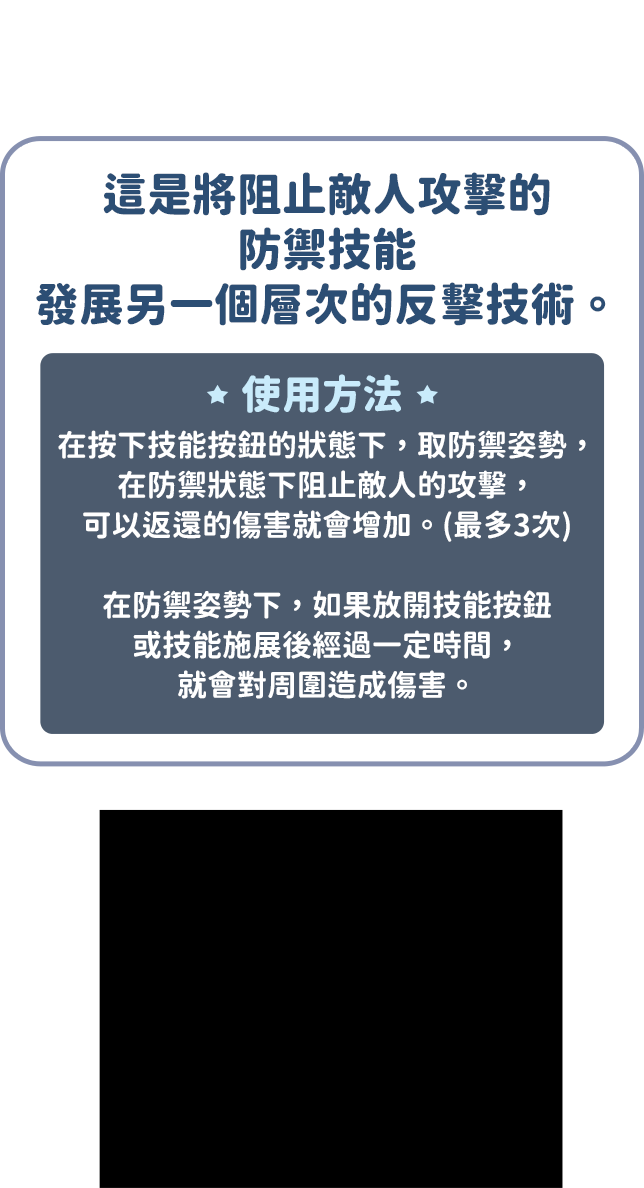 這是將阻止敵人攻擊的
防禦技能
發展另一個層次的反擊技術。
★ 使用方法 ★
在按下技能按鈕的狀態下，取防禦姿勢，
在防禦狀態下阻止敵人的攻擊，
可以返還的傷害就會增加。(最多3次)
在防禦姿勢下，如果放開技能按鈕
或技能施展後經過一定時間，
就會對周圍造成傷害。